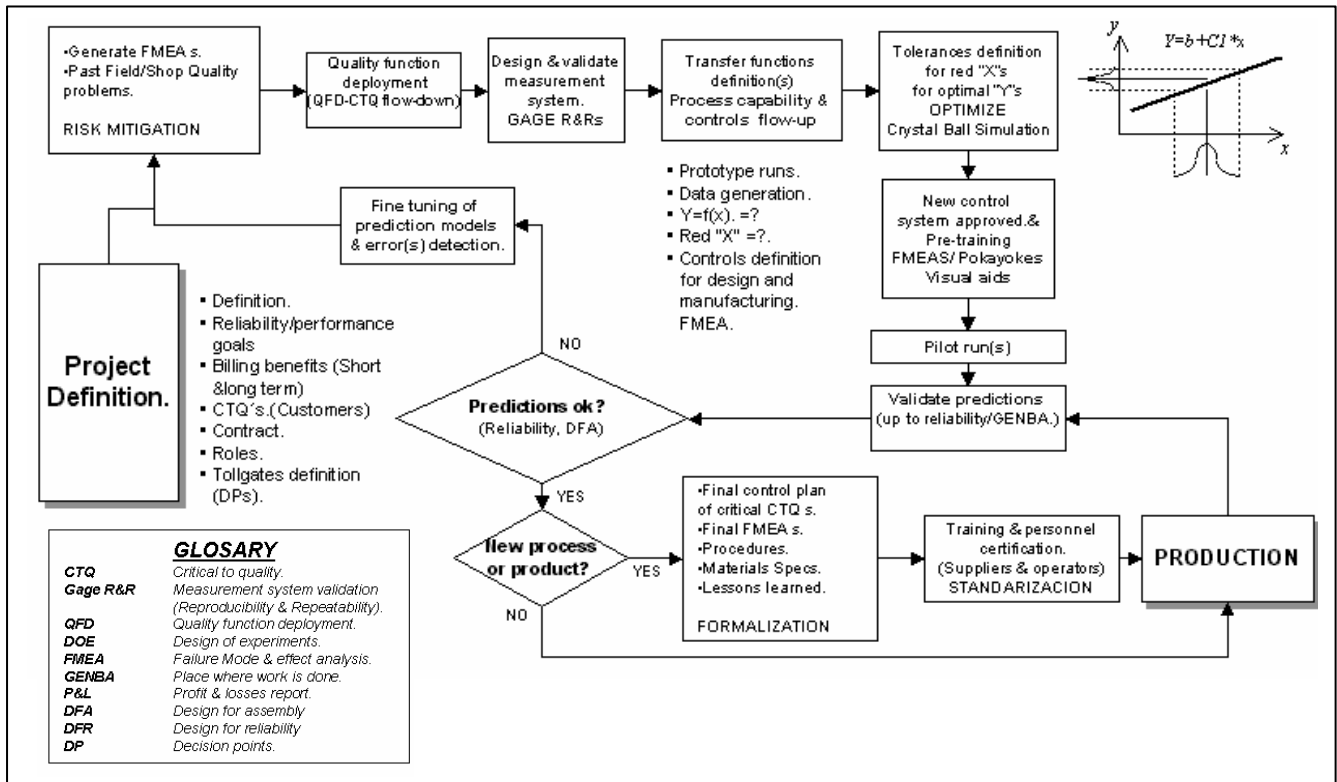 •Generate FMEA s.
•Past Field/Shop Quality
problems.
RISK MITIGATION
Quality function
deployment
(QFD-CTQ flow-down)
Design & validate
measurement
system.
GAGE R&Rs
Transfer functions
definition(s)
Process capability &
controls flow-up
Tolerances definition
for red "X"s
for optimal "Y"s
OPTIMIZE
Crystal Ball Simulation
y
Y=b+C1*x
x
▪ Prototype runs.
▪ Data generation.
▪ Y=f(x). =?
▪ Red "X" =?.
▪ Controls definition
for design and
manufacturing.
FMEA.
New control
system approved.&
Pre-training
FMEAS/ Pokayokes
Visual aids
Fine tuning of
prediction models
& error(s) detection.
Project
Definition.
▪ Definition.
▪ Reliability/performance
goals
▪ Billing benefits (Short
&long term)
▪ CTQ´s.(Customers)
▪ Contract.
▪ Roles.
▪ Tollgates definition
(DPs).
Pilot run(s)
NO
Predictions ok?
(Reliability, DFA)
Validate predictions
(up to reliability/GENBA.)
YES
New process
or product?
YES
NO
•Final control plan
of critical CTQ s.
•Final FMEA s.
•Procedures.
•Materials Specs.
•Lessons learned.
FORMALIZATION
Training & personnel
certification.
(Suppliers & operators)
STANDARIZACION
PRODUCTION
GLOSARY
CTQ Critical to quality.
Gage R&R Measurement system validation
(Reproducibility & Repeatability).
QFD Quality function deployment.
DOE Design of experiments.
FMEA Failure Mode & effect analysis.
GENBA Place where work is done.
P&L Profit & losses report.
DFA Design for assembly
DFR Design for reliability
DP Decision points.